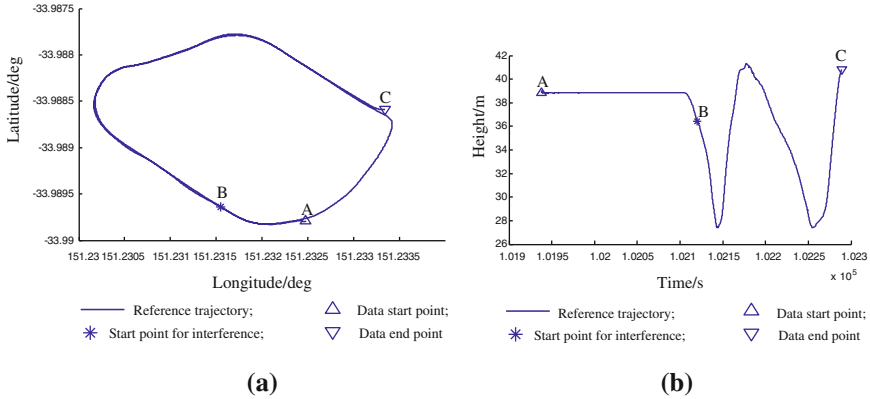 -33.9875
-33.988
-33.9885
-33.989
-33.9895
-33.99
Latitude/deg
A
B
C
151.23 151.2305 151.231 151.2315 151.232 151.2325 151.233 151.2335
Longitude/deg
Reference trajectory;
Data start point;
Start point for interference;
Data end point
(a)
42
40
38
36
34
32
30
28
26
Height/m
A
B
C
1.019 1.0195 1.02 1.0205 1.021 1.0215 1.022 1.0225 1.023
Time/s
× 10⁵
Reference trajectory;
Data start point;
Start point for interference;
Data end point
(b)